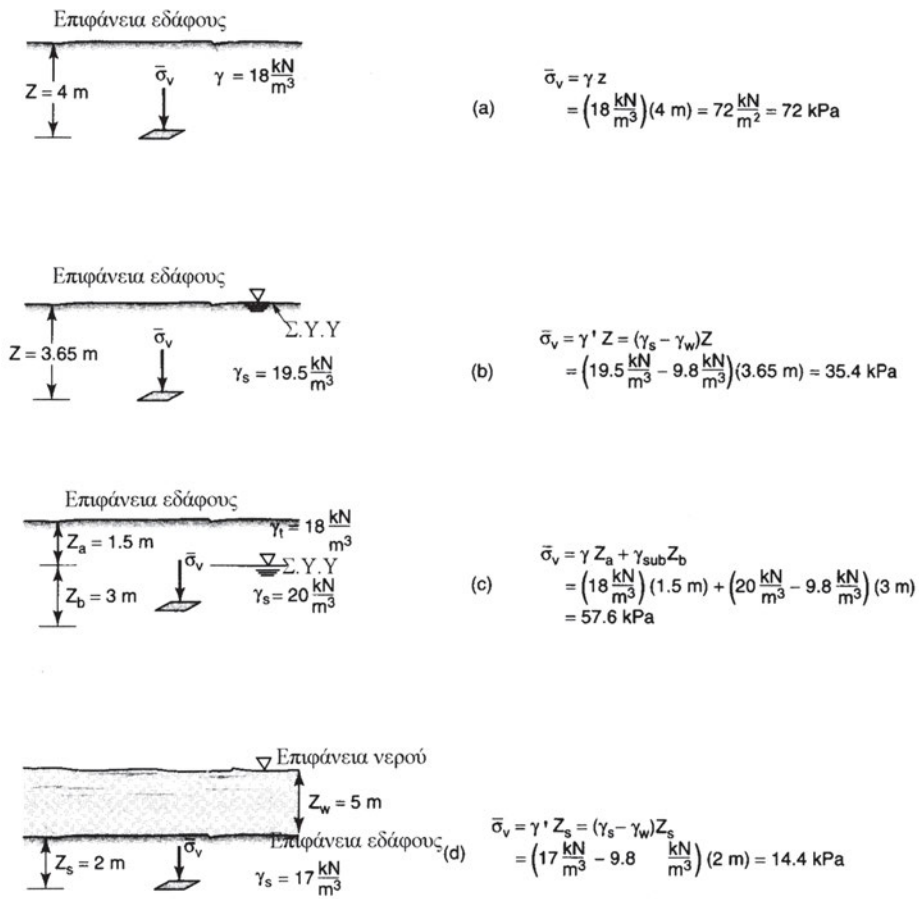 Επιφάνεια εδάφους
Z = 4 m
σ̄v
γ = 18 kN/m³
(a)
σ̄v = γ z
= (18 kN/m³)(4 m) = 72 kN/m² = 72 kPa
Επιφάνεια εδάφους
Σ.Υ.Υ
Z = 3.65 m
σ̄v
γs = 19.5 kN/m³
(b)
σ̄v = γ' Z = (γs – γw)Z
= (19.5 kN/m³ – 9.8 kN/m³)(3.65 m) = 35.4 kPa
Επιφάνεια εδάφους
γt = 18 kN/m³
Za = 1.5 m
σ̄v
Σ.Υ.Υ
Zb = 3 m
γs = 20 kN/m³
(c)
σ̄v = γ Za + γsub Zb
= (18 kN/m³) (1.5 m) + (20 kN/m³ – 9.8 kN/m³) (3 m)
= 57.6 kPa
Επιφάνεια νερού
Zw = 5 m
Επιφάνεια εδάφους
Zs = 2 m
σ̄v
γs = 17 kN/m³
(d)
σ̄v = γ' Zs = (γs – γw)Zs
= (17 kN/m³ – 9.8 kN/m³) (2 m) = 14.4 kPa